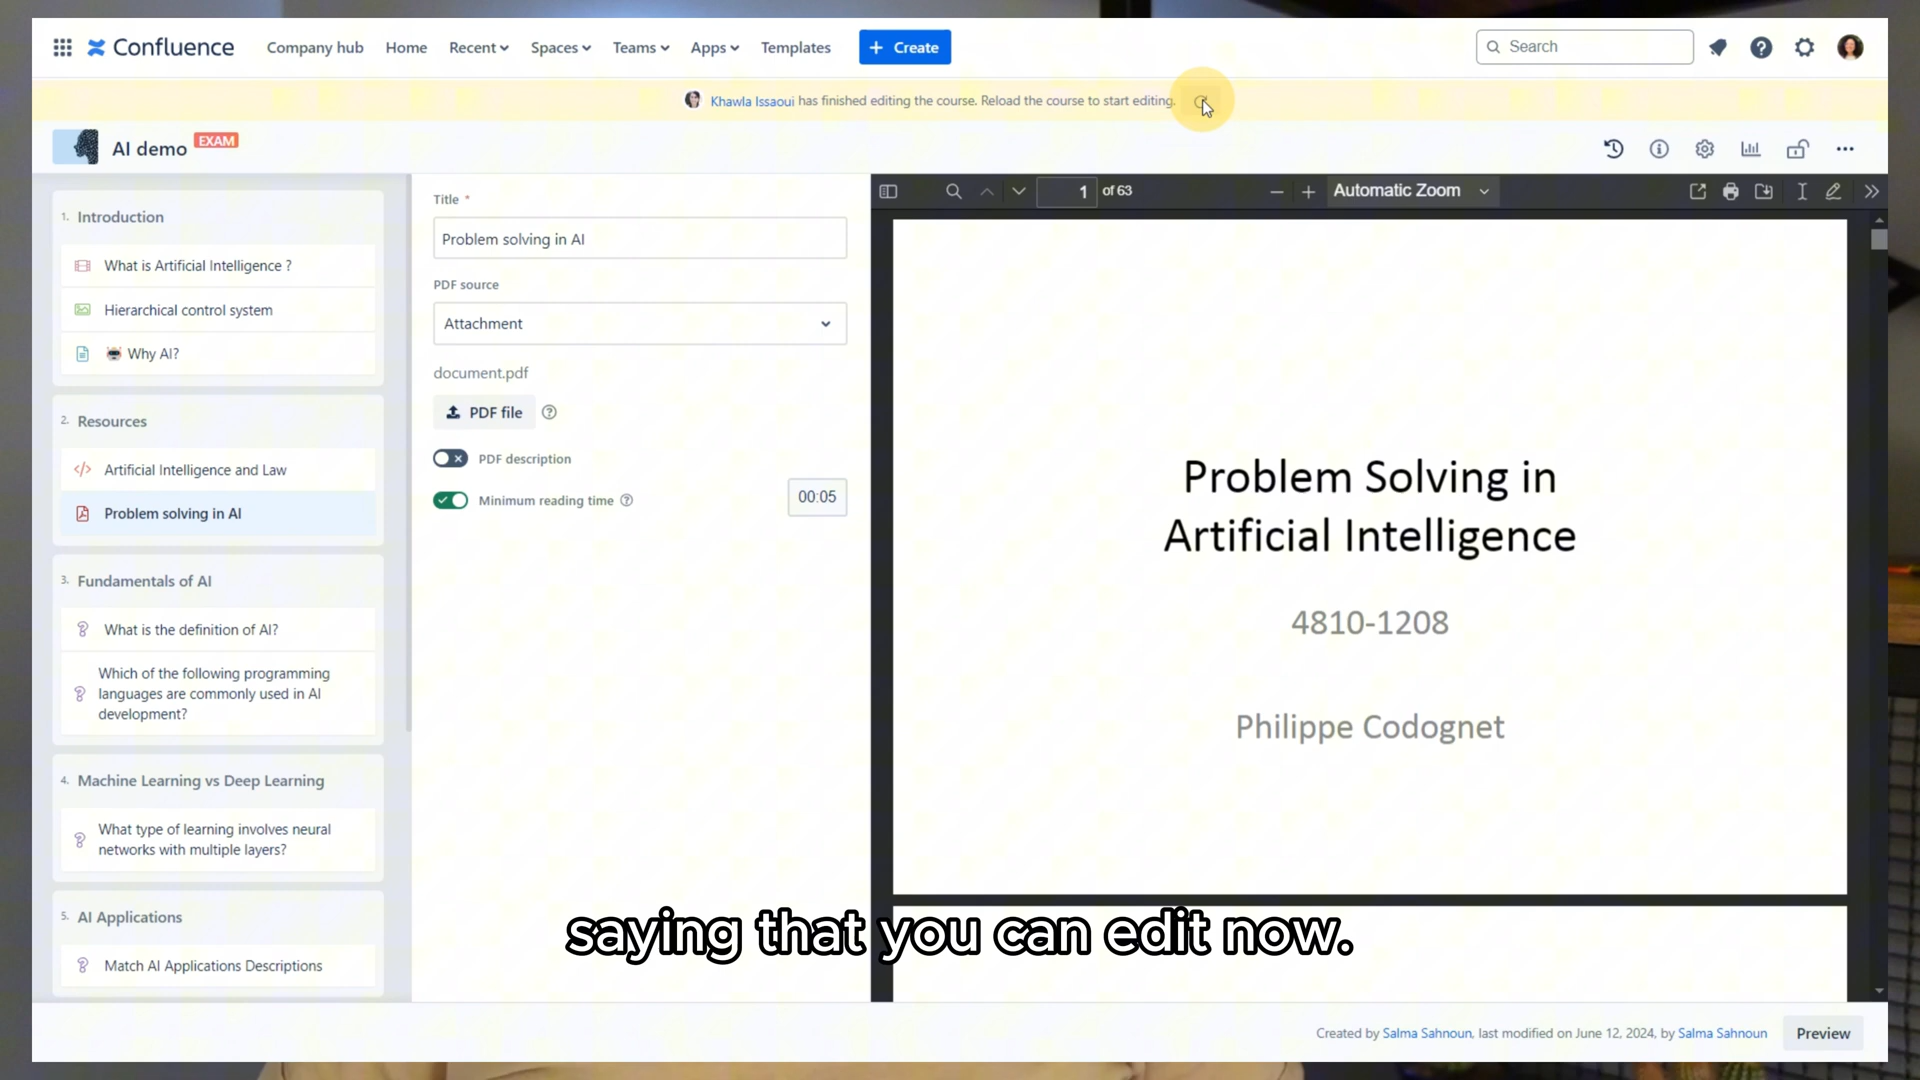 Confluence
Company hub
Home
Recent
Spaces
Teams
Apps
Templates
+ Create
Search
Khawla Issaoui has finished editing the course. Reload the course to start editing.
AI demo
EXAM
1. Introduction
What is Artificial Intelligence ?
Hierarchical control system
Why AI?
2. Resources
Artificial Intelligence and Law
Problem solving in AI
3. Fundamentals of AI
What is the definition of AI?
Which of the following programming
languages are commonly used in AI
development?
4. Machine Learning vs Deep Learning
What type of learning involves neural
networks with multiple layers?
5. AI Applications
Match AI Applications Descriptions
Title *
Problem solving in AI
PDF source
Attachment
document.pdf
PDF file
PDF description
Minimum reading time
00:05
1 of 63
Automatic Zoom
Problem Solving in
Artificial Intelligence
4810-1208
Philippe Codognet
saying that you can edit now.
Created by Salma Sahnoun, last modified on June 12, 2024, by Salma Sahnoun
Preview